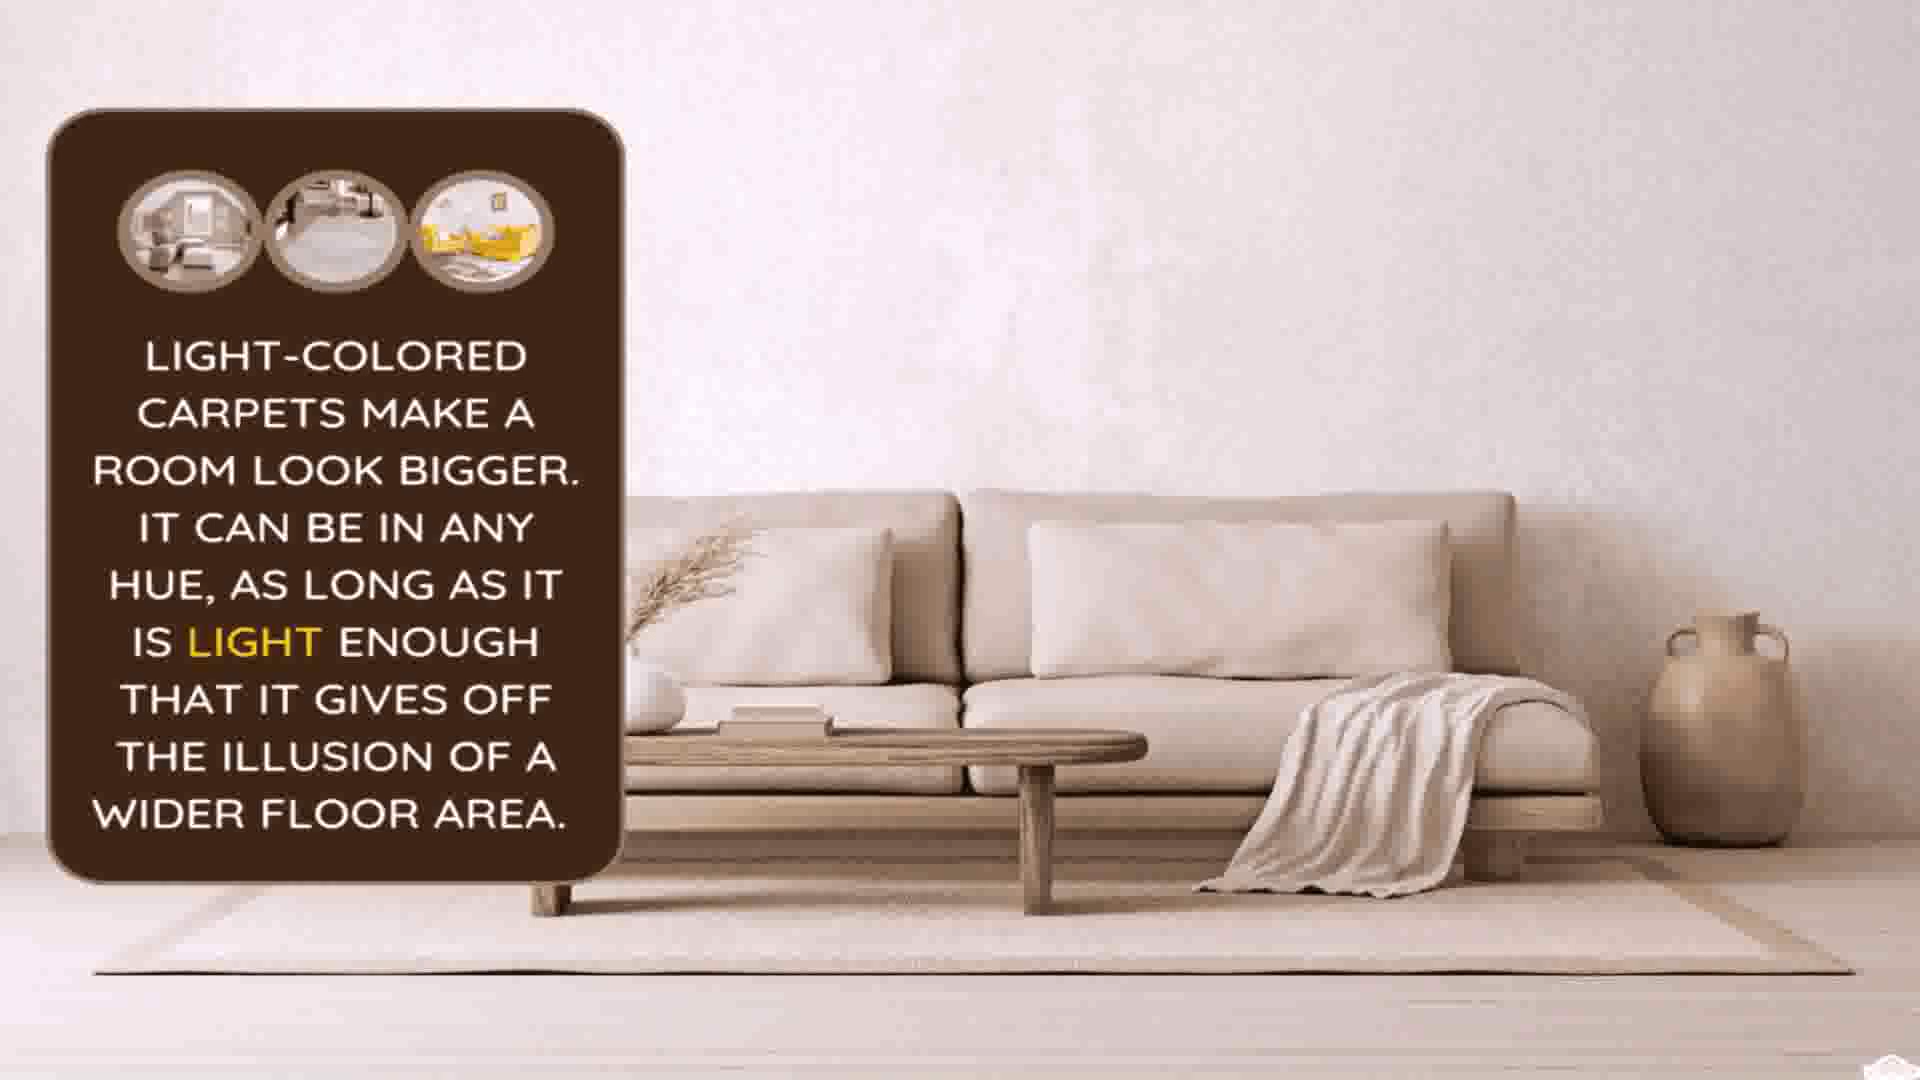 LIGHT-COLORED
CARPETS MAKE A
ROOM LOOK BIGGER.
IT CAN BE IN ANY
HUE, AS LONG AS IT
IS LIGHT ENOUGH
THAT IT GIVES OFF
THE ILLUSION OF A
WIDER FLOOR AREA.